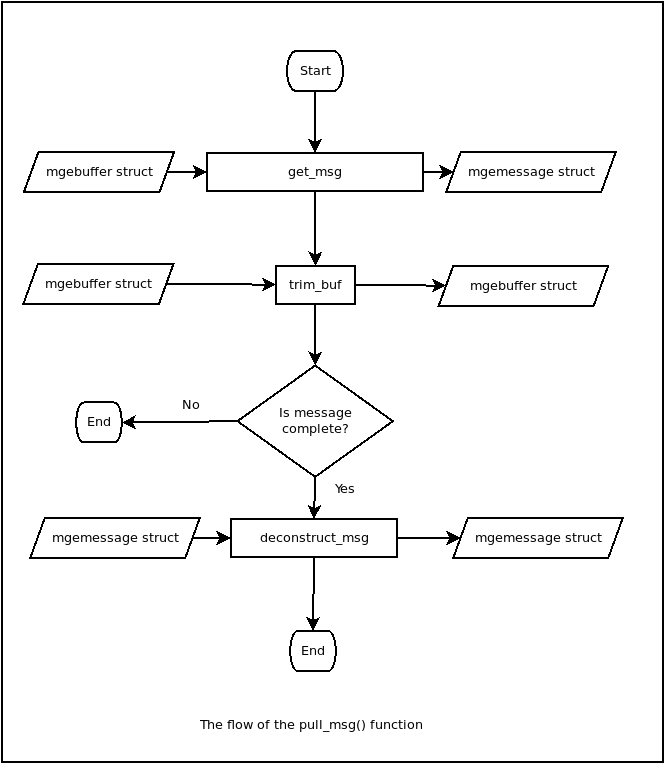 Start
mgebuffer struct
get_msg
mgemessage struct
mgebuffer struct
trim_buf
mgebuffer struct
Is message
complete?
No
End
Yes
mgemessage struct
deconstruct_msg
mgemessage struct
End
The flow of the pull_msg() function